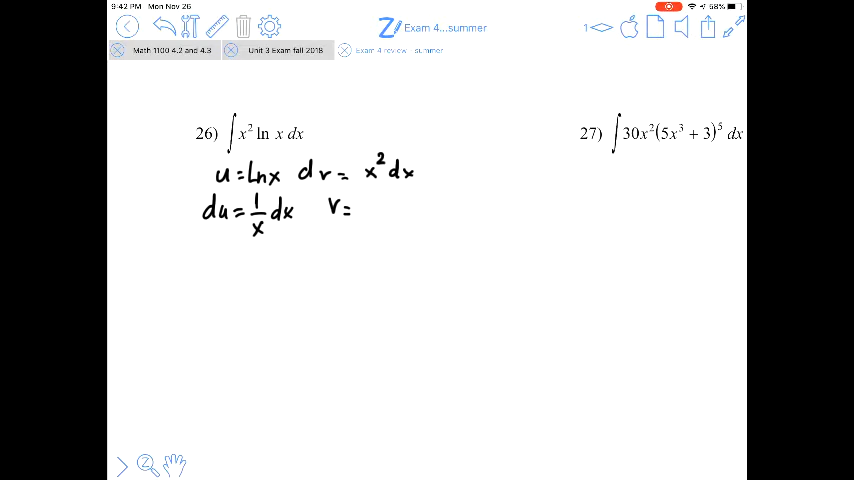 9:42 PM Mon Nov 26
58%
Exam 4...summer
1
Math 1100 4.2 and 4.3
Unit 3 Exam fall 2018
Exam 4 review - summer
26) ∫ x² ln x dx
27) ∫ 30x²(5x³ + 3)⁵ dx
u = ln x dv = x² dx
du = 1/x dx v =